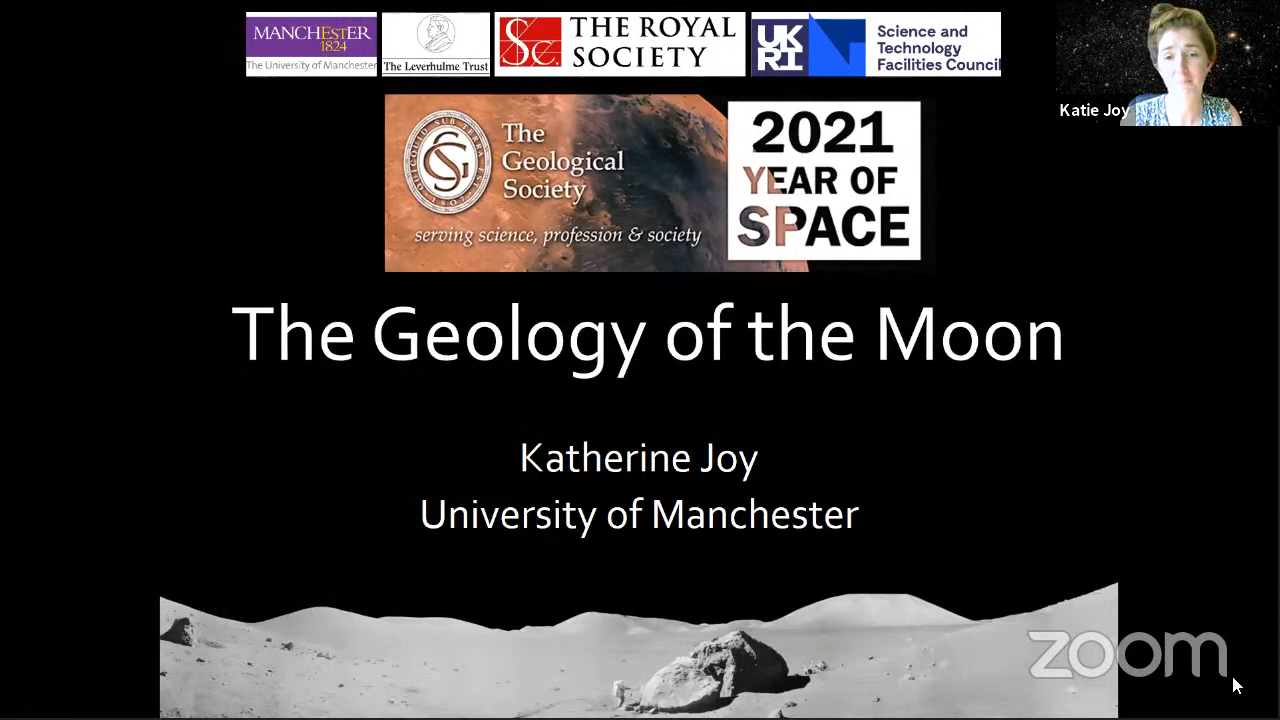 MANCHESTER
1824
The University of Manchester
The Leverhulme Trust
THE ROYAL
SOCIETY
UK
RI
Science and
Technology
Facilities Council
Katie Joy
The
Geological
Society
serving science, profession & society
2021
YEAR OF
SPACE
The Geology of the Moon
Katherine Joy
University of Manchester
zoom